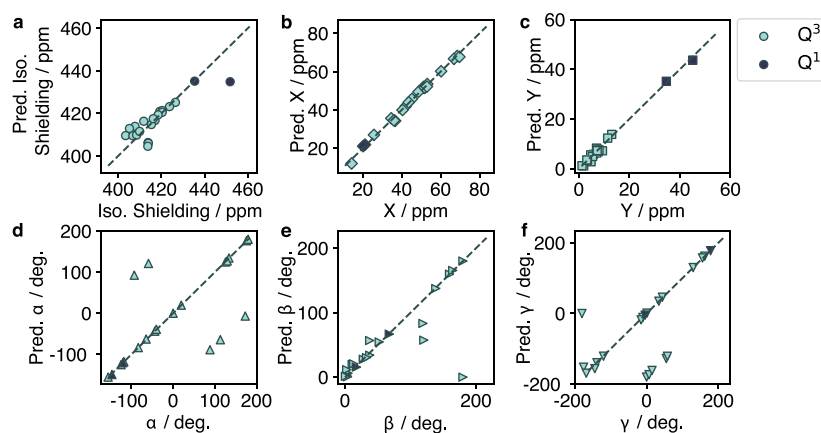 a
b
c
Q³
Q¹
Pred. Iso.
Shielding / ppm
460
440
420
400
400
420
440
460
Iso. Shielding / ppm
Pred. X / ppm
80
60
40
20
20
40
60
80
X / ppm
Pred. Y / ppm
60
40
20
0
0
20
40
60
Y / ppm
d
e
f
Pred. α / deg.
200
100
0
-100
-100
0
100
200
α / deg.
Pred. β / deg.
200
100
0
0
200
β / deg.
Pred. γ / deg.
200
0
-200
-200
0
200
γ / deg.